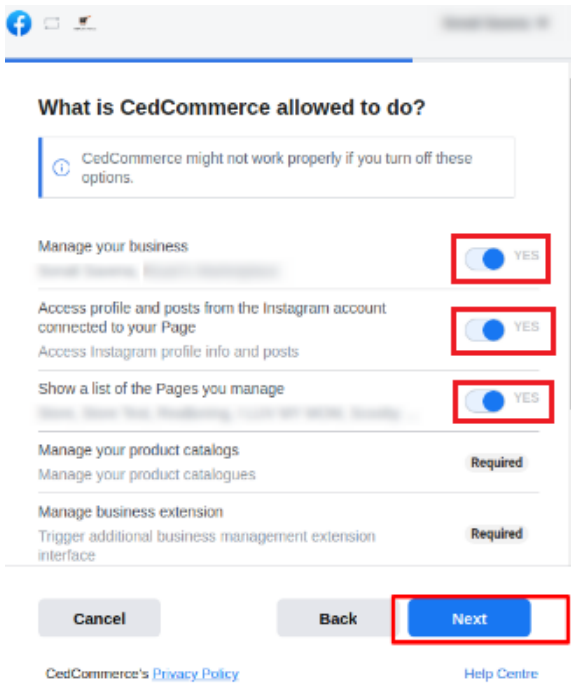 What is CedCommerce allowed to do?
CedCommerce might not work properly if you turn off these
options.
Manage your business
YES
Access profile and posts from the Instagram account
connected to your Page
YES
Access Instagram profile info and posts
Show a list of the Pages you manage
YES
Manage your product catalogs
Required
Manage your product catalogues
Manage business extension
Required
Trigger additional business management extension
interface
Cancel
Back
Next
CedCommerce's Privacy Policy
Help Centre